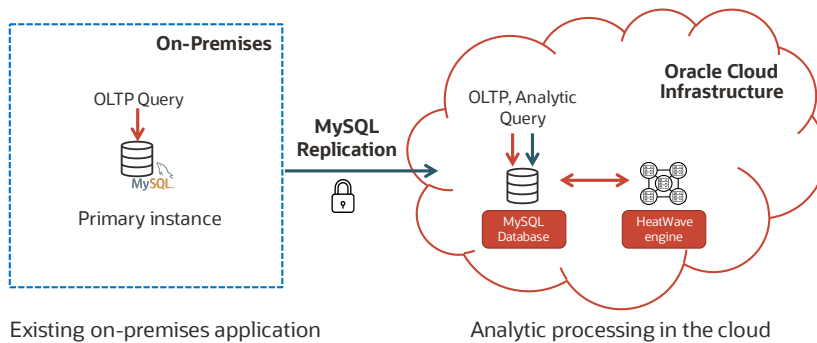 On-Premises
OLTP Query
MySQL™
Primary instance
MySQL
Replication
Oracle Cloud
Infrastructure
OLTP, Analytic
Query
MySQL
Database
HeatWave
engine
Existing on-premises application
Analytic processing in the cloud